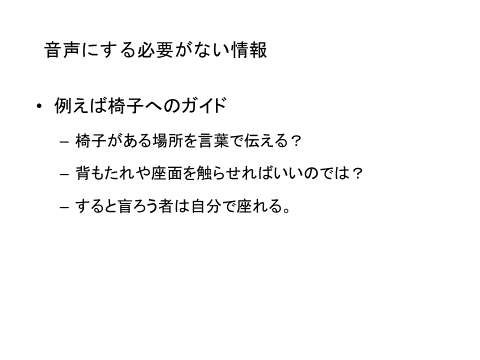 音声にする必要がない情報
• 例えば椅子へのガイド
– 椅子がある場所を言葉で伝える？
– 背もたれや座面を触らせればいいのでは？
– すると盲ろう者は自分で座れる。